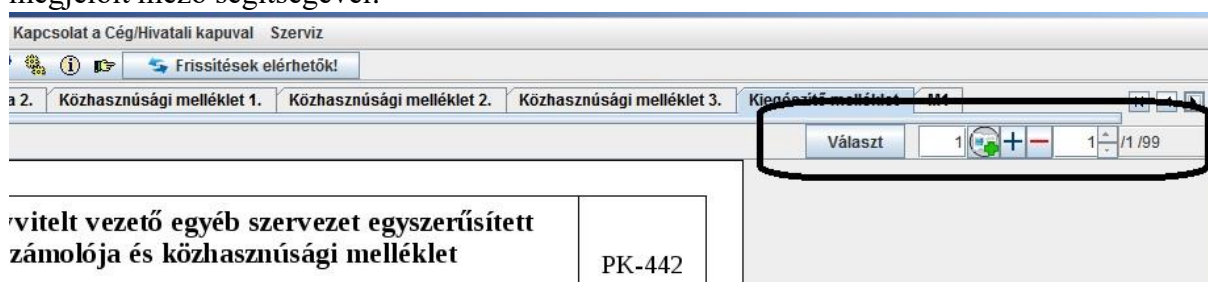 megjelölt mező segítségével.
Kapcsolat a Cég/Hivatali kapuval Szerviz
Frissítések elérhetők!
a 2. Közhasznúsági melléklet 1. Közhasznúsági melléklet 2. Közhasznúsági melléklet 3. Kiegészítő melléklet M1
Választ 1 1 /1 /99
vitelt vezető egyéb szervezet egyszerűsített
zámolója és közhasznúsági melléklet
PK-442